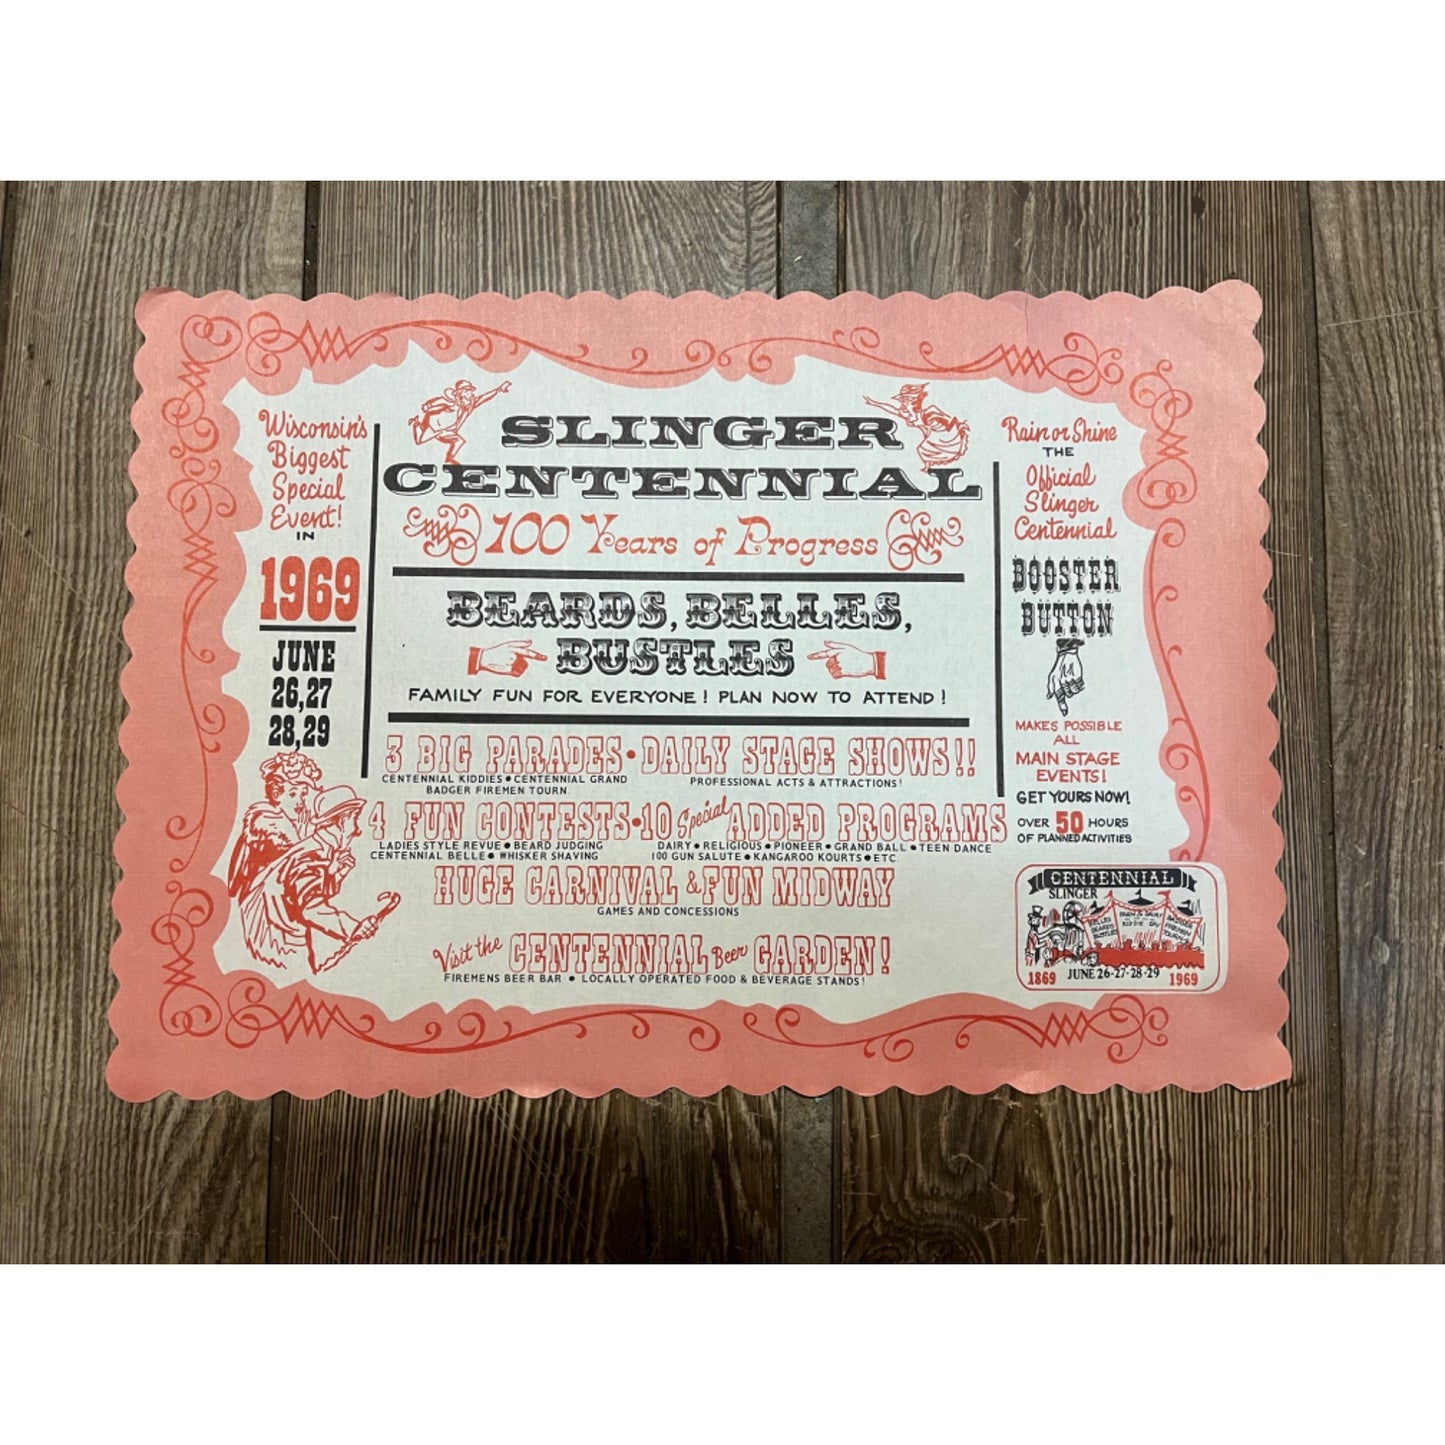 Wisconsin's
Biggest
Special
Event!
IN
1969
JUNE
26,27
28,29
SLINGER
CENTENNIAL
100 Years of Progress
BEARDS, BELLES,
BUSTLES
FAMILY FUN FOR EVERYONE! PLAN NOW TO ATTEND!
3 BIG PARADES • DAILY STAGE SHOWS!!
CENTENNIAL KIDDIES • CENTENNIAL GRAND
BADGER FIREMEN TOURN.
PROFESSIONAL ACTS & ATTRACTIONS!
4 FUN CONTESTS • 10 Special ADDED PROGRAMS
LADIES STYLE REVUE • BEARD JUDGING
CENTENNIAL BELLE • WHISKER SHAVING
DAIRY • RELIGIOUS • PIONEER • GRAND BALL • TEEN DANCE
100 GUN SALUTE • KANGAROO KOURTS • ETC.
HUGE CARNIVAL & FUN MIDWAY
GAMES AND CONCESSIONS
Visit the CENTENNIAL Beer GARDEN!
FIREMENS BEER BAR • LOCALLY OPERATED FOOD & BEVERAGE STANDS!
Rain or Shine
THE
Official
Slinger
Centennial
BOOSTER
BUTTON
MAKES POSSIBLE
ALL
MAIN STAGE
EVENTS!
GET YOURS NOW!
OVER 50 HOURS
OF PLANNED ACTIVITIES
CENTENNIAL
SLINGER
BELLES
BEARDS
BUSTLES
KIDDIE DAY
1869 JUNE 26-27-28-29 1969